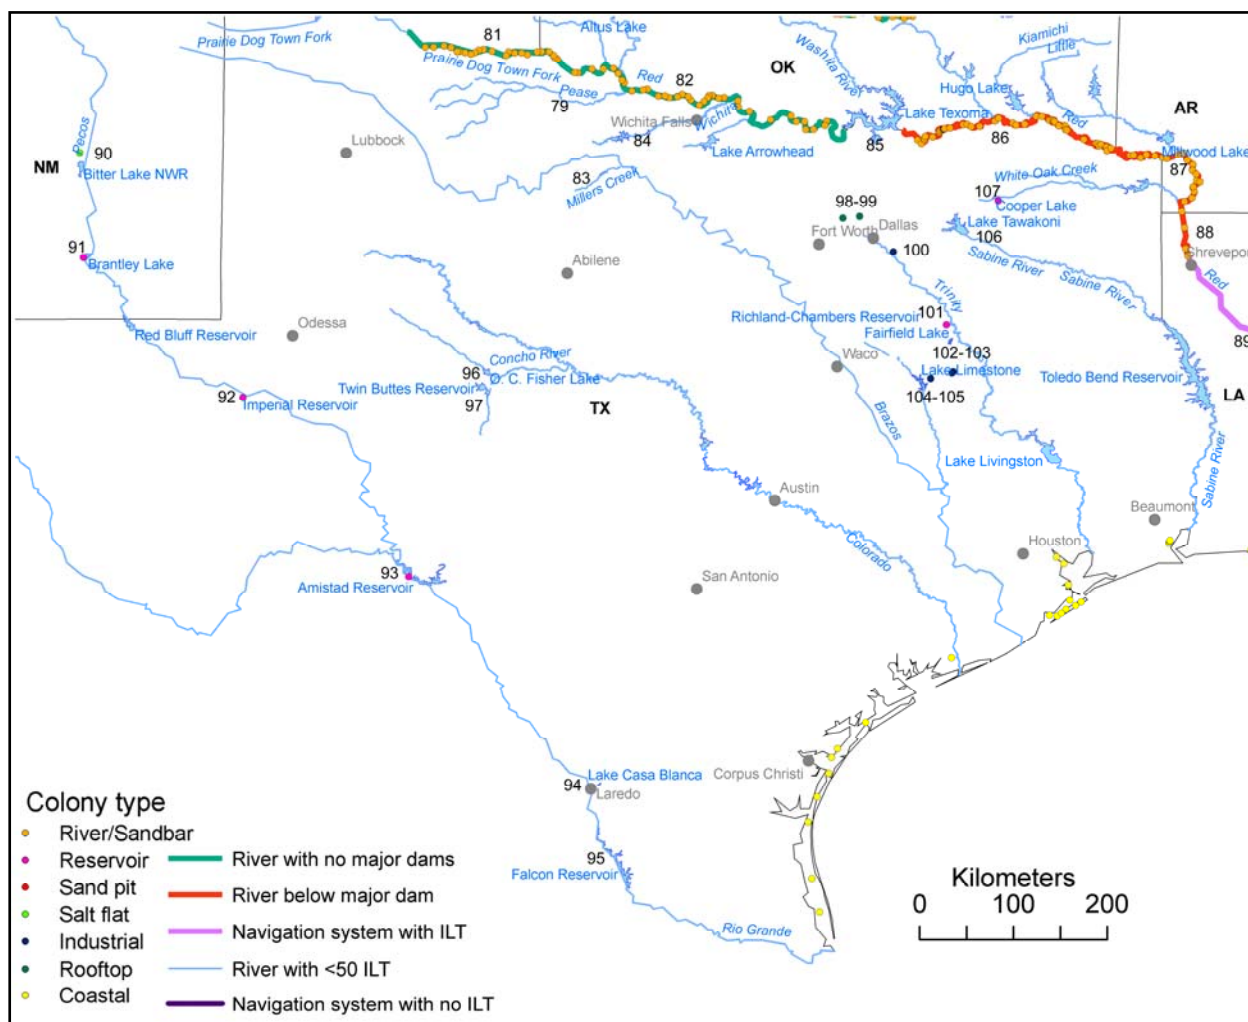 81
Altus Lake
Prairie Dog Town Fork
Prairie Dog Town Fork
Washita River
Kiamichi
Little
OK
Red
82
Pease
79
Hugo Lake
AR
Wichita Falls
Wichita
Lake Texoma
Red
86
Pecos
90
Lubbock
84
Lake Arrowhead
85
Millwood Lake
NM
Bitter Lake NWR
83
Millers Creek
White Oak Creek
87
107
Cooper Lake
98-99
Lake Tawakoni
91
Fort Worth
Dallas
106
88
Brantley Lake
Abilene
100
Sabine River
Shreveport
Sabine River
Red
Trinity
Richland-Chambers Reservoir
101
Red Bluff Reservoir
Odessa
Fairfield Lake
89
Concho River
Waco
102-103
96
O. C. Fisher Lake
Lake Limestone
Toledo Bend Reservoir
Twin Buttes Reservoir
104-105
92
Imperial Reservoir
97
TX
LA
Brazos
Lake Livingston
Sabine River
Austin
Beaumont
Colorado
Houston
93
Amistad Reservoir
San Antonio
Lake Casa Blanca
94
Laredo
Corpus Christi
95
Falcon Reservoir
Rio Grande
Colony type
River/Sandbar
Reservoir
Sand pit
Salt flat
Industrial
Rooftop
Coastal
River with no major dams
River below major dam
Navigation system with ILT
River with <50 ILT
Navigation system with no ILT
Kilometers
0 100 200